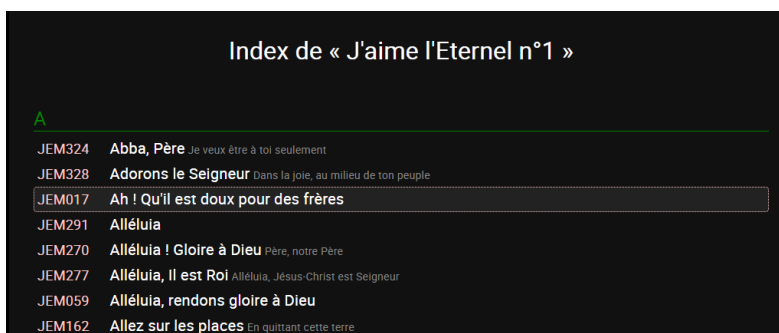 Index de « J'aime l'Eternel n°1 »
A
JEM324 Abba, Père Je veux être à toi seulement
JEM328 Adorons le Seigneur Dans la joie, au milieu de ton peuple
JEM017 Ah ! Qu'il est doux pour des frères
JEM291 Alléluia
JEM270 Alléluia ! Gloire à Dieu Père, notre Père
JEM277 Alléluia, Il est Roi Alléluia, Jésus-Christ est Seigneur
JEM059 Alléluia, rendons gloire à Dieu
JEM162 Allez sur les places En quittant cette terre